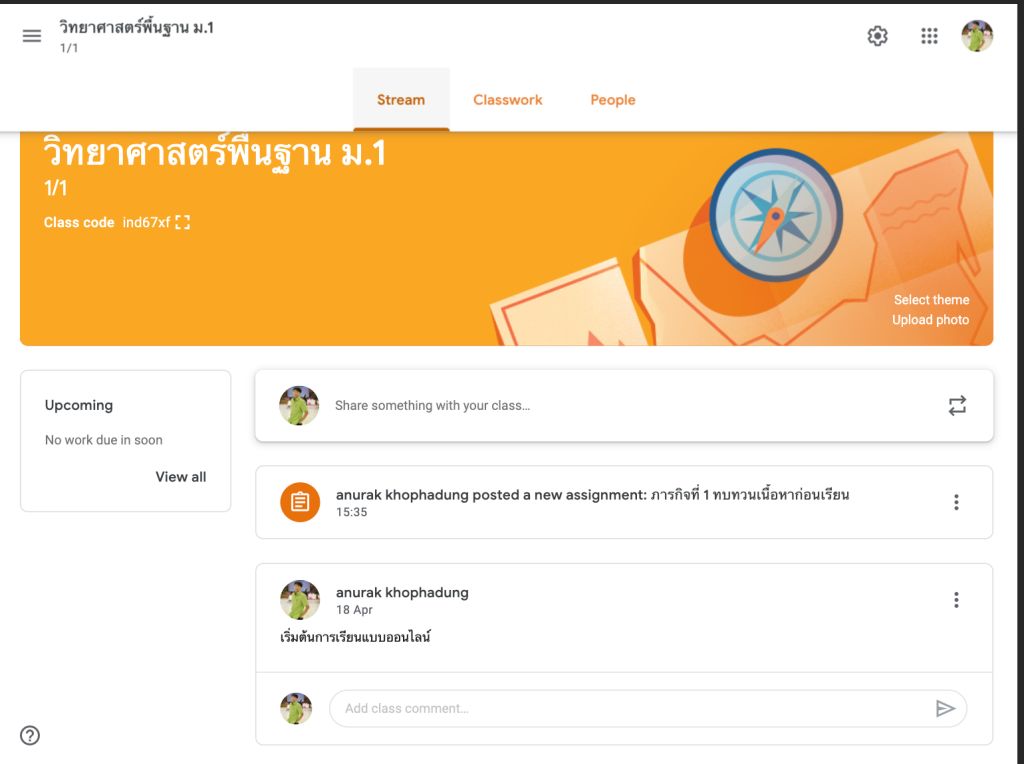 วิทยาศาสตร์พื้นฐาน ม.1
1/1
Stream
Classwork
People
วิทยาศาสตร์พื้นฐาน ม.1
1/1
Class code ind67xf
Select theme
Upload photo
Upcoming
No work due in soon
View all
Share something with your class…
anurak khophadung posted a new assignment: ภารกิจที่ 1 ทบทวนเนื้อหาก่อนเรียน
15:35
anurak khophadung
18 Apr
เริ่มต้นการเรียนแบบออนไลน์
Add class comment…